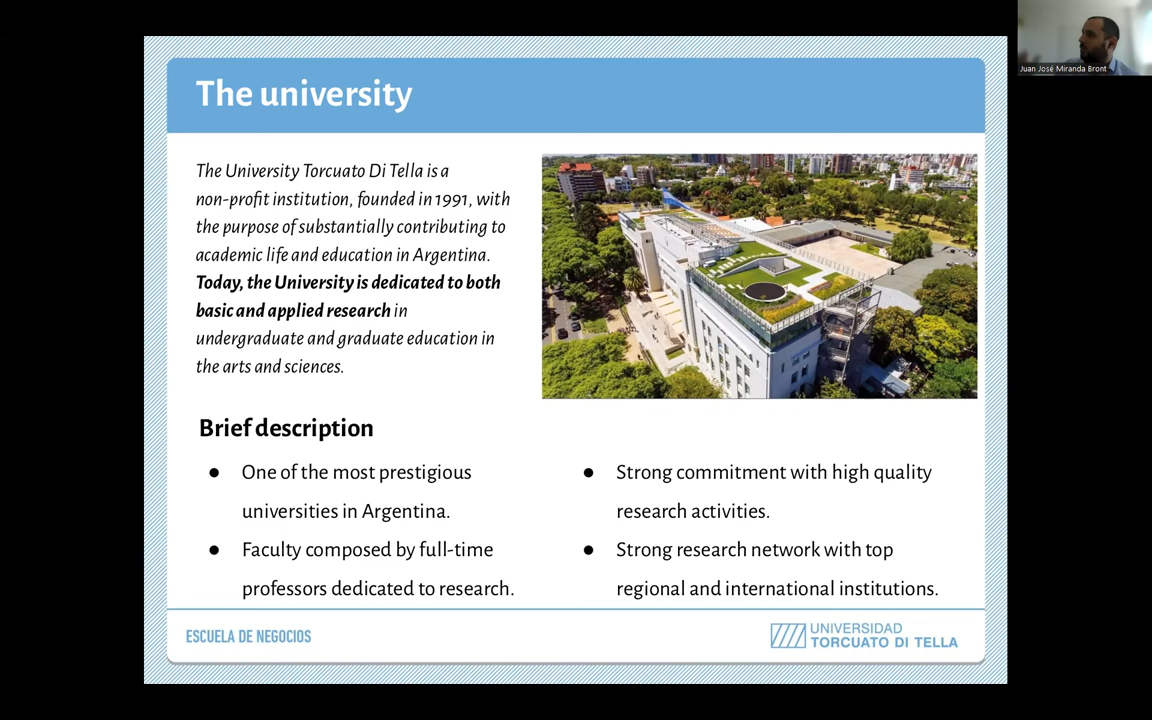 Juan José Miranda Bront
The university
The University Torcuato Di Tella is a
non-profit institution, founded in 1991, with
the purpose of substantially contributing to
academic life and education in Argentina.
Today, the University is dedicated to both
basic and applied research in
undergraduate and graduate education in
the arts and sciences.
Brief description
● One of the most prestigious
universities in Argentina.
● Faculty composed by full-time
professors dedicated to research.
● Strong commitment with high quality
research activities.
● Strong research network with top
regional and international institutions.
ESCUELA DE NEGOCIOS
UNIVERSIDAD
TORCUATO DI TELLA